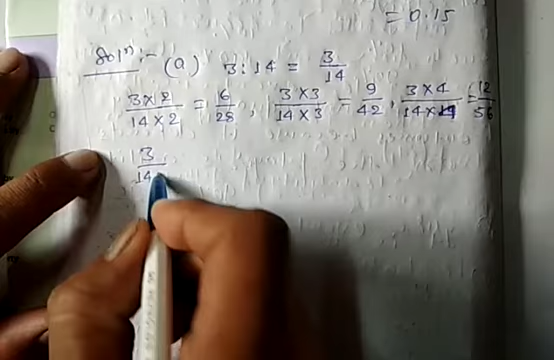 = 0.15
Solⁿ:- (a) 3:14 = 3/14
3×2/14×2 = 6/28, 3×3/14×3 = 9/42, 3×4/14×4 = 12/56
3/14